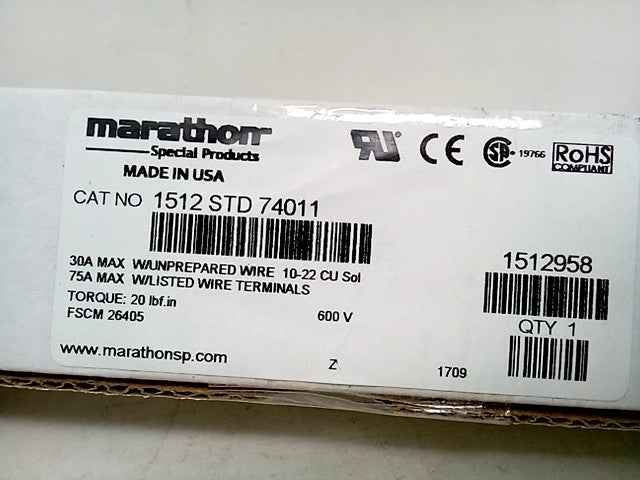 marathon
Special Products
MADE IN USA
CAT NO 1512 STD 74011
30A MAX W/UNPREPARED WIRE 10-22 CU Sol
75A MAX W/LISTED WIRE TERMINALS
TORQUE: 20 lbf.in
FSCM 26405 600 V
www.marathonsp.com
Z
1709
RU ®
CE
SA ® 19766
RoHS
COMPLIANT
1512958
QTY 1